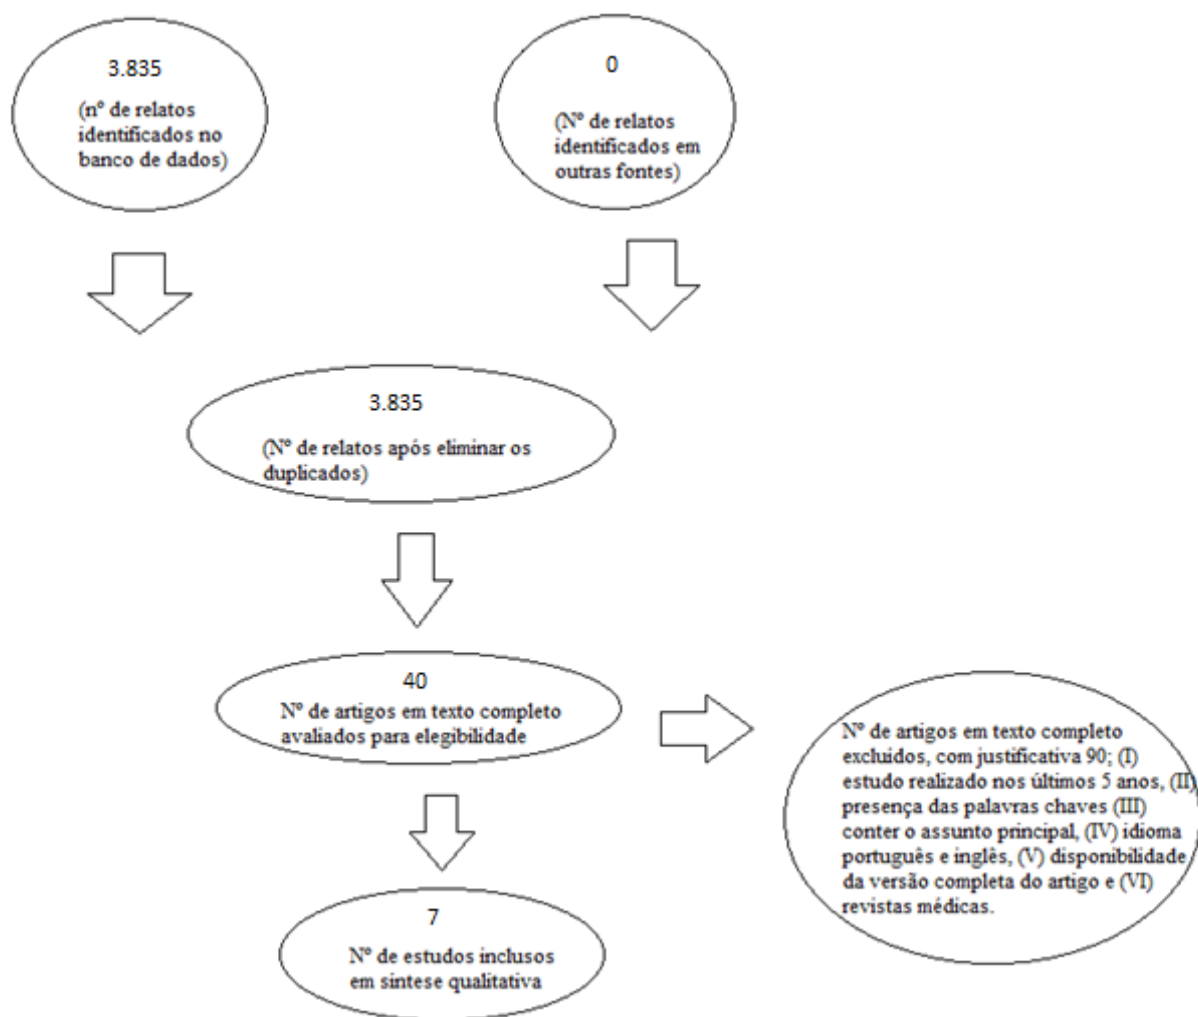 3.835
(nº de relatos
identificados no
banco de dados)
0
(Nº de relatos
identificados em
outras fontes)
3.835
(Nº de relatos após eliminar os
duplicados)
40
Nº de artigos em texto completo
avaliados para elegibilidade
Nº de artigos em texto completo
excluidos, com justificativa 90; (I)
estudo realizado nos últimos 5 anos, (II)
presença das palavras chaves (III)
conter o assunto principal, (IV) idioma
português e inglês, (V) disponibilidade
da versão completa do artigo e (VI)
revistas médicas.
7
Nº de estudos inclusos
em síntese qualitativa